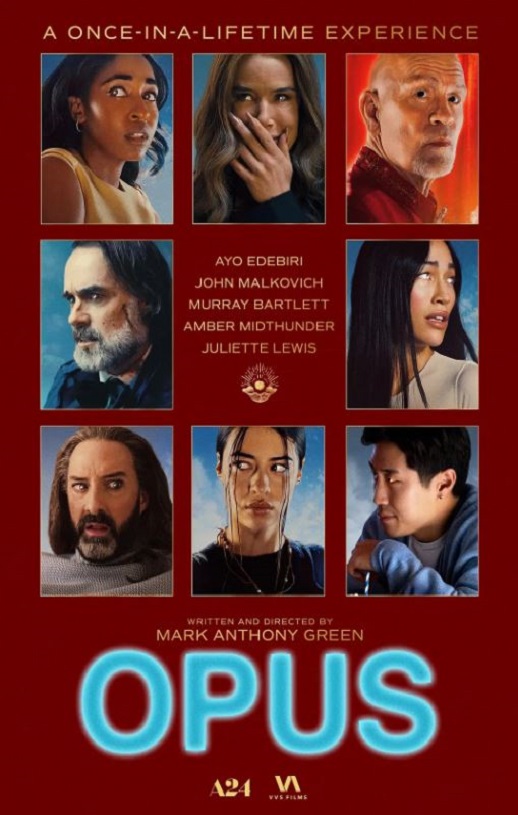 A ONCE-IN-A-LIFETIME EXPERIENCE
AYO EDEBIRI
JOHN MALKOVICH
MURRAY BARTLETT
AMBER MIDTHUNDER
JULIETTE LEWIS
WRITTEN AND DIRECTED BY
MARK ANTHONY GREEN
OPUS
A24
VVS FILMS